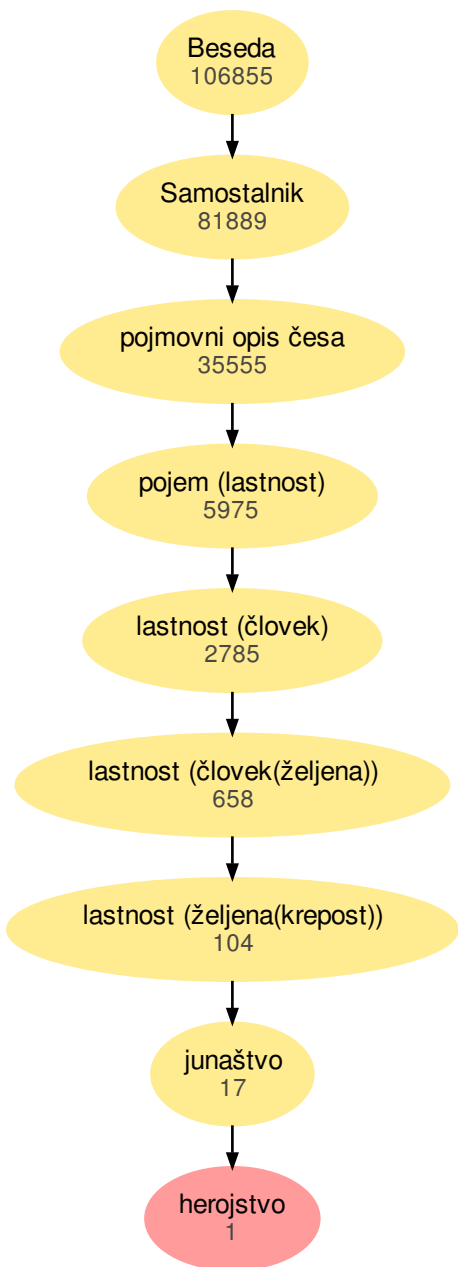 Beseda
106855
Samostalnik
81889
pojmovni opis česa
35555
pojem (lastnost)
5975
lastnost (človek)
2785
lastnost (človek(željena))
658
lastnost (željena(krepost))
104
junaštvo
17
herojstvo
1